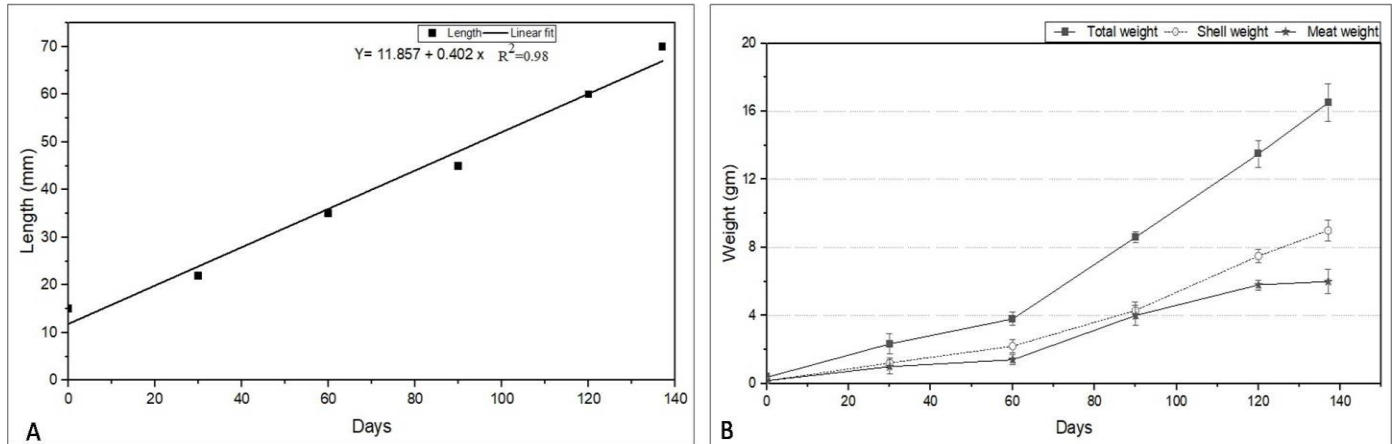 Length Linear fit
Y= 11.857 + 0.402 x R2=0.98
70
60
50
40
30
20
10
0
Length (mm)
0 20 40 60 80 100 120 140
Days
A
Total weight Shell weight Meat weight
20
16
12
8
4
0
Weight (gm)
0 20 40 60 80 100 120 140
Days
B